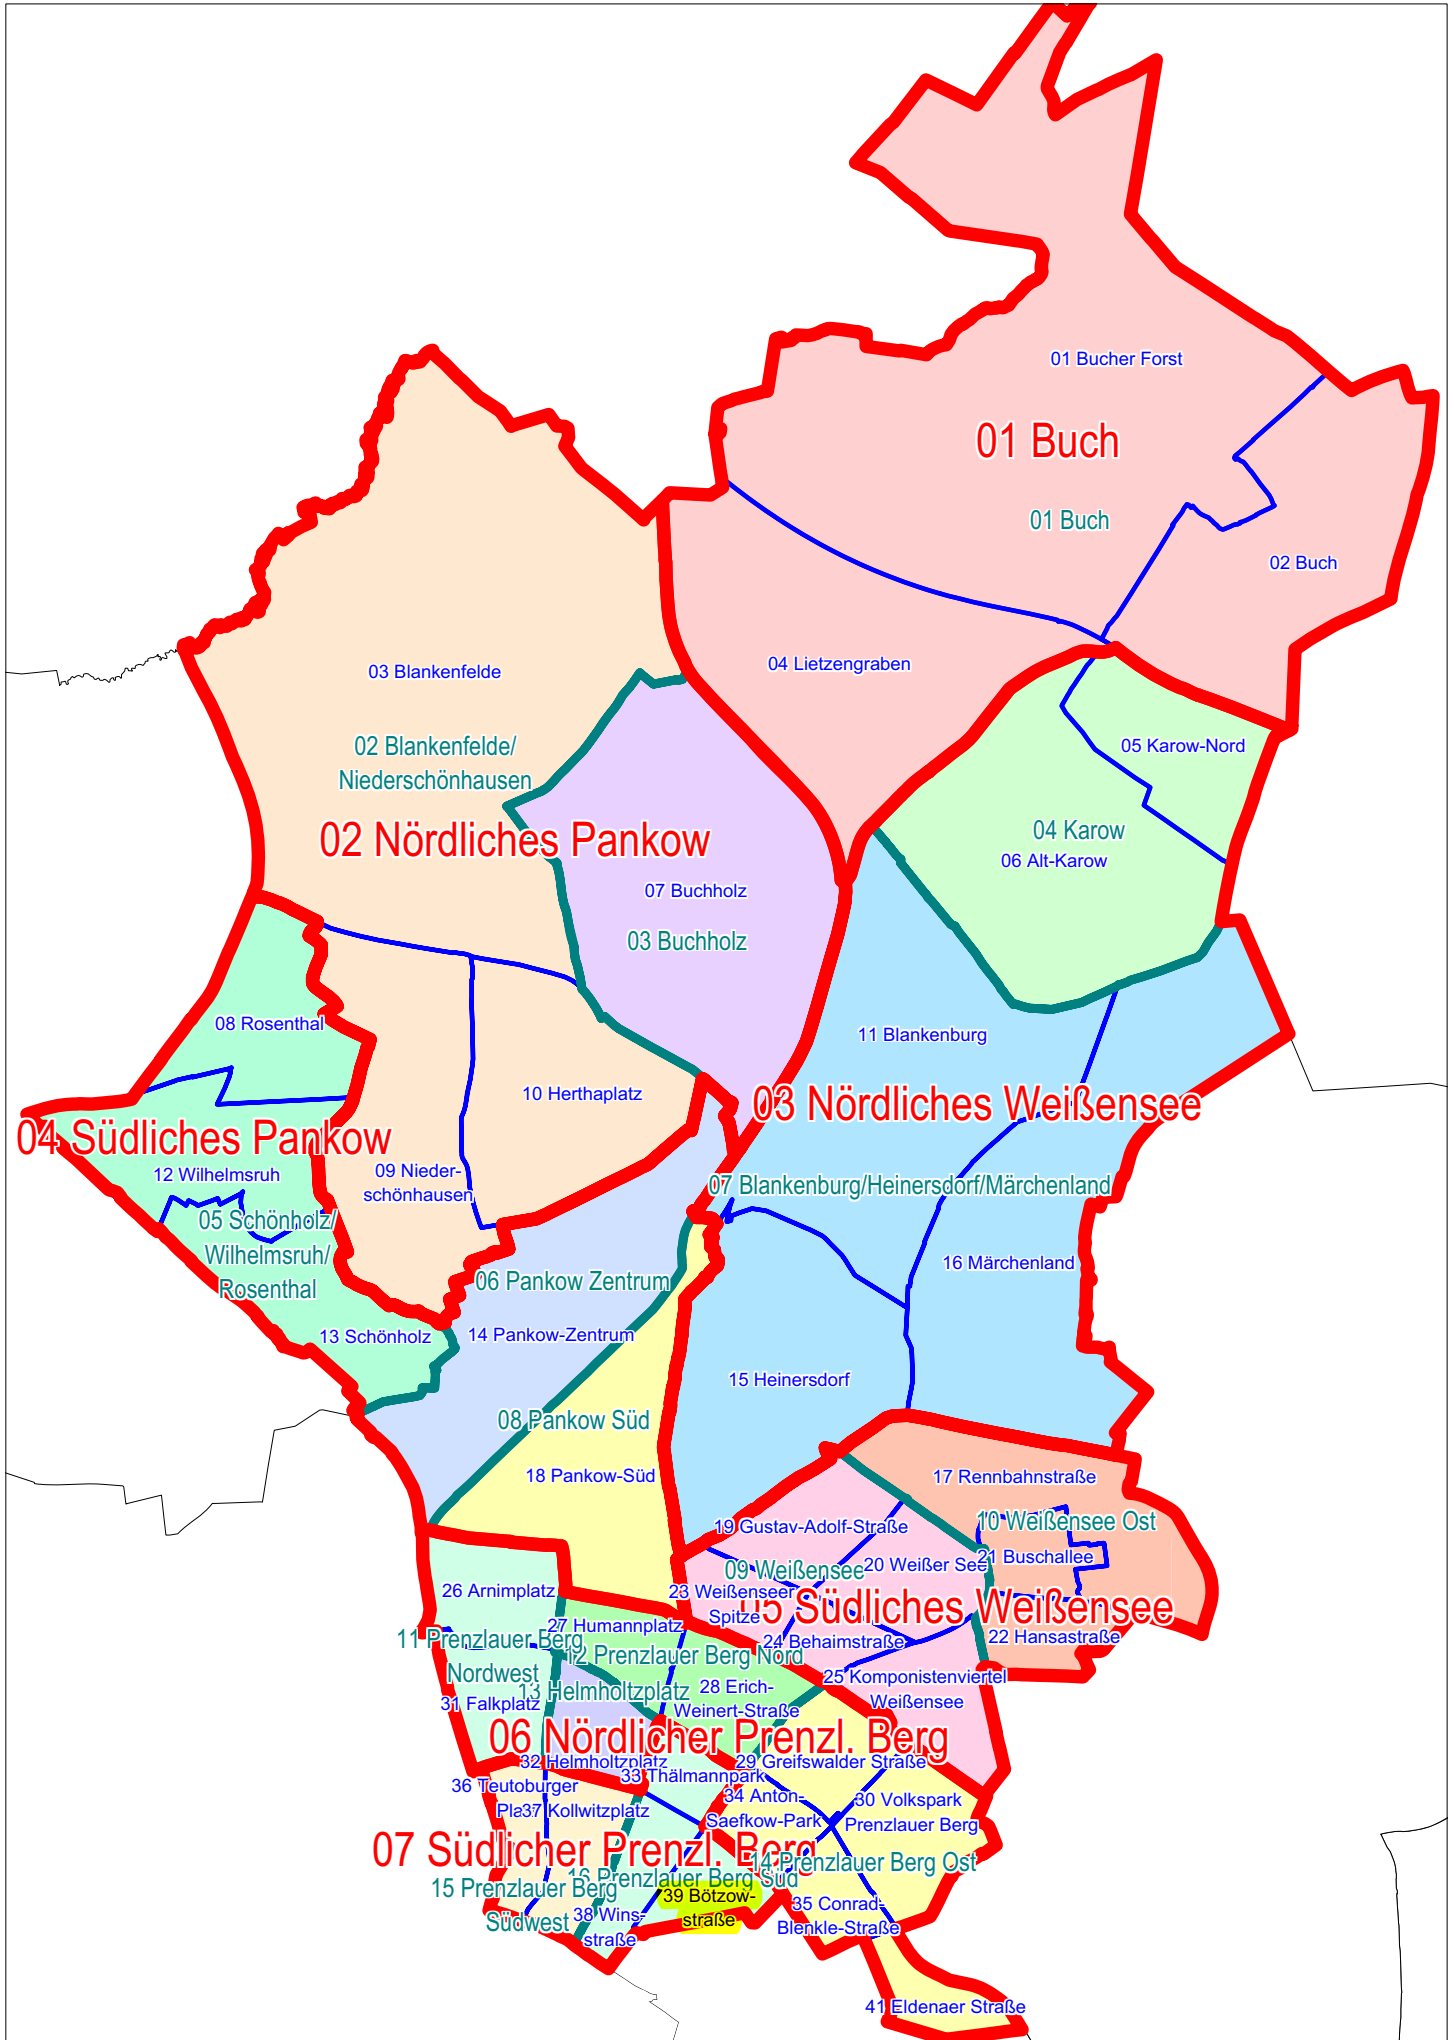 01 Bucher Forst
01 Buch
01 Buch
02 Buch
04 Lietzengraben
03 Blankenfelde
02 Blankenfelde/
Niederschönhausen
05 Karow-Nord
02 Nördliches Pankow
04 Karow
06 Alt-Karow
07 Buchholz
03 Buchholz
08 Rosenthal
11 Blankenburg
10 Herthaplatz
03 Nördliches Weißensee
04 Südliches Pankow
12 Wilhelmsruh
09 Nieder-
schönhausen
07 Blankenburg/Heinersdorf/Märchenland
05 Schönholz/
Wilhelmsruh/
Rosenthal
16 Märchenland
06 Pankow Zentrum
13 Schönholz
14 Pankow-Zentrum
15 Heinersdorf
08 Pankow Süd
18 Pankow-Süd
17 Rennbahnstraße
19 Gustav-Adolf-Straße
10 Weißensee Ost
20 Weißer See
21 Buschallee
09 Weißensee
26 Arnimplatz
23 Weißenseer
Spitze
05 Südliches Weißensee
27 Humannplatz
11 Prenzlauer Berg
Nordwest
24 Behaimstraße
22 Hansastraße
12 Prenzlauer Berg Nord
25 Komponistenviertel
Weißensee
13 Helmholtzplatz
28 Erich-
Weinert-Straße
31 Falkplatz
06 Nördlicher Prenzl. Berg
32 Helmholtzplatz
29 Greifswalder Straße
33 Thälmannpark
36 Teutoburger
Platz
37 Kollwitzplatz
34 Anton-
Saefkow-Park
30 Volkspark
Prenzlauer Berg
07 Südlicher Prenzl. Berg
14 Prenzlauer Berg Ost
16 Prenzlauer Berg Süd
15 Prenzlauer Berg
Südwest
39 Bötzow-
straße
38 Wins-
straße
35 Conrad-
Blenkle-Straße
41 Eldenaer Straße